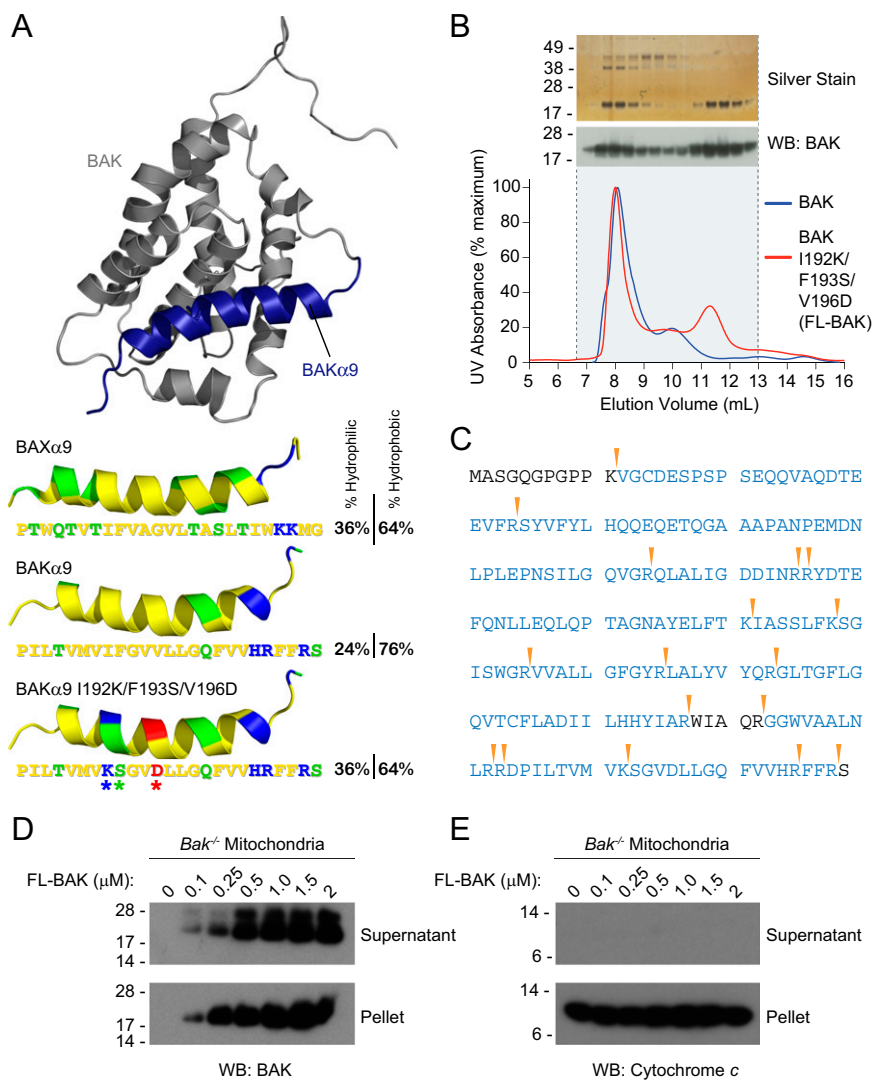 A
BAK
BAKα9
% Hydrophilic
% Hydrophobic
BAXα9
PTWQTVTIFVAGVLTASLTIWKKMG 36% 64%
BAKα9
PILTVMVIFGVVLLGQFVVHRFFRS 24% 76%
BAKα9 I192K/F193S/V196D
PILTVMVKSGVDLLGQFVVHRFFRS 36% 64%
* * *
B
49 -
38 -
28 -
17 -
Silver Stain
28 -
17 -
WB: BAK
UV Absorbance (% maximum)
100
80
60
40
20
0
5 6 7 8 9 10 11 12 13 14 15 16
Elution Volume (mL)
BAK
BAK
I192K/
F193S/
V196D
(FL-BAK)
C
MASGQGPGPP KVGCDESPSP SEQQVAQDTE
EVFRSYVFYL HQQEQETQGA AAPANPEMDN
LPLEPNSILG QVGRQLALIG DDINRRYDTE
FQNLLEQLQP TAGNAYELFT KIASSLFKSG
ISWGRVVALL GFGYRLALYV YQRGLTGFLG
QVTCFLADII LHHYIARWIA QRGGWVAALN
LRRDPILTVM VKSGVDLLGQ FVVHRFFRS
D
Bak-/- Mitochondria
FL-BAK (μM): 0 0.1 0.25 0.5 1.0 1.5 2
28 -
17 -
14 -
Supernatant
28 -
17 -
14 -
Pellet
WB: BAK
E
Bak-/- Mitochondria
FL-BAK (μM): 0 0.1 0.25 0.5 1.0 1.5 2
14 -
6 -
Supernatant
14 -
6 -
Pellet
WB: Cytochrome c